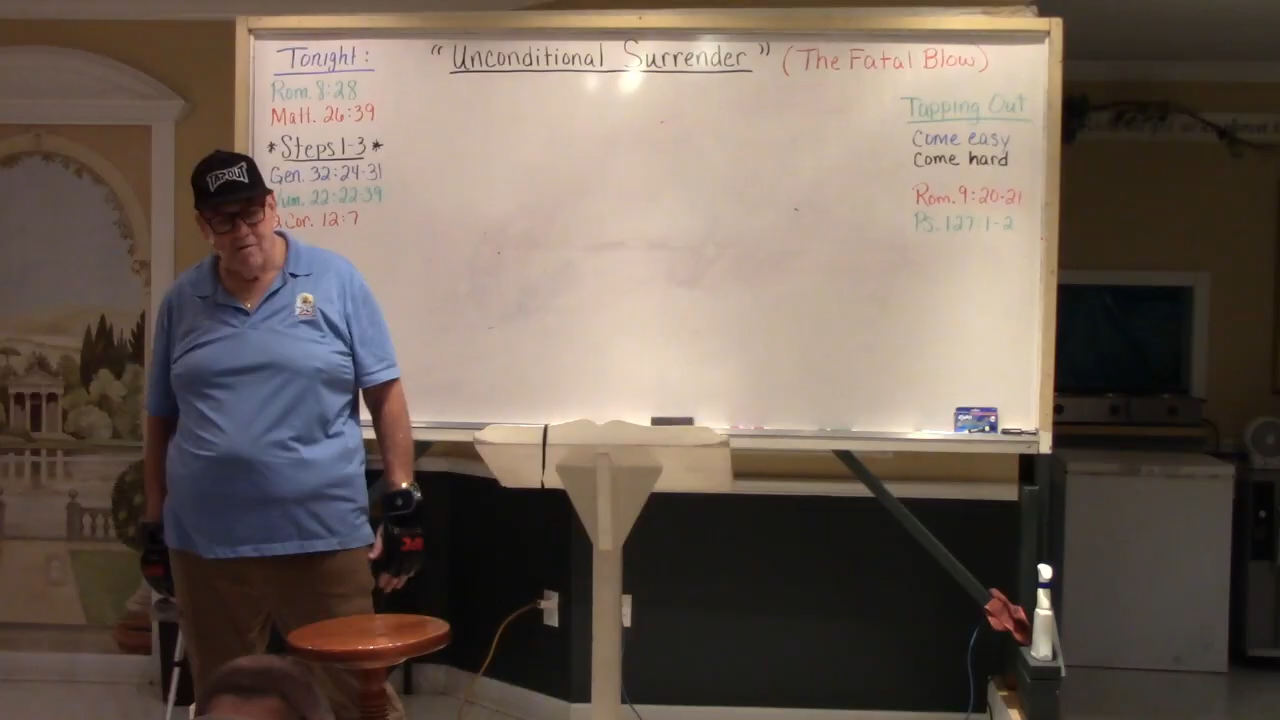 Tonight:
Rom. 8:28
Matt. 26:39
*Steps 1-3*
Gen. 32:24-31
Num. 22:22-39
2 Cor. 12:7
"Unconditional Surrender" (The Fatal Blow)
Tapping Out
Come easy
Come hard
Rom. 9:20-21
Ps. 127:1-2
TAPOUT